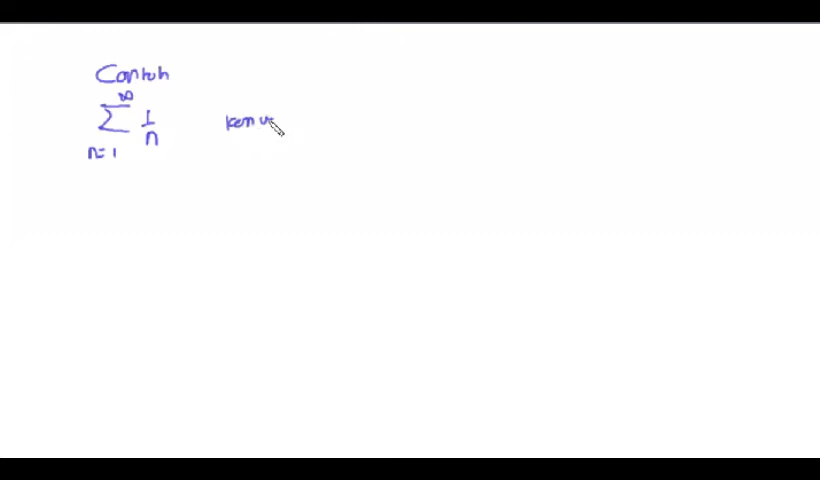 Contoh
∞
∑ 1/n
n=1